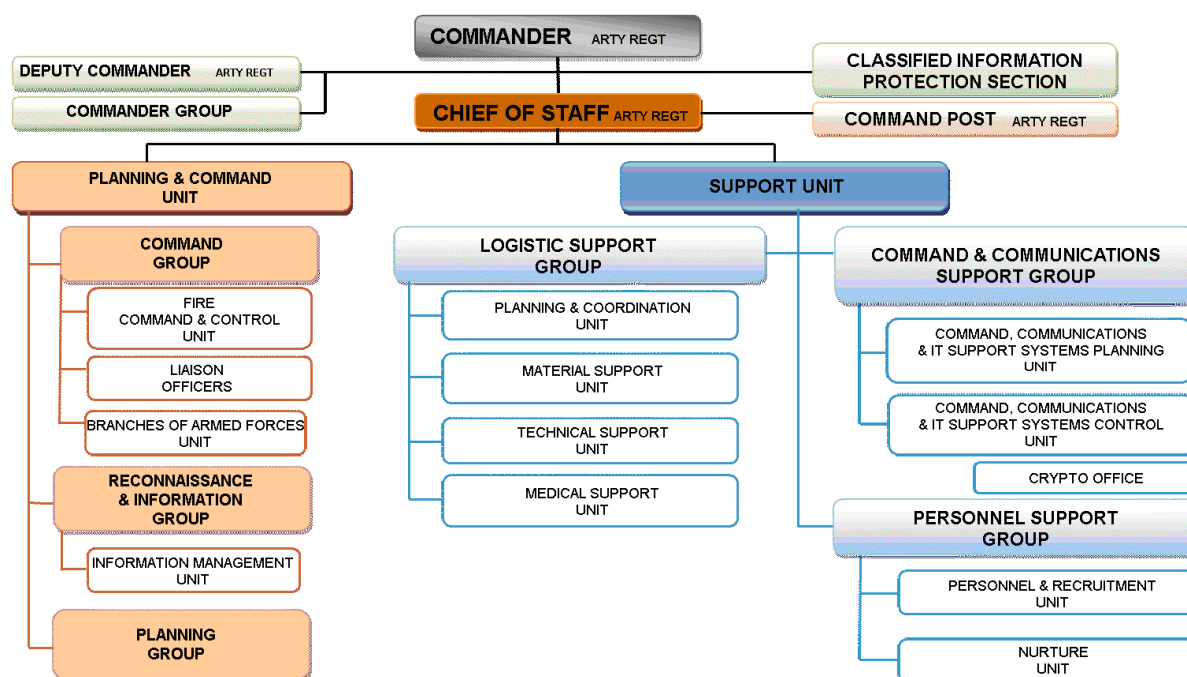 COMMANDER ARTY REGT
DEPUTY COMMANDER ARTY REGT
CLASSIFIED INFORMATION
PROTECTION SECTION
COMMANDER GROUP
CHIEF OF STAFF ARTY REGT
COMMAND POST ARTY REGT
PLANNING & COMMAND
UNIT
SUPPORT UNIT
COMMAND
GROUP
FIRE
COMMAND & CONTROL
UNIT
LIAISON
OFFICERS
BRANCHES OF ARMED FORCES
UNIT
RECONNAISSANCE
& INFORMATION
GROUP
INFORMATION MANAGEMENT
UNIT
PLANNING
GROUP
LOGISTIC SUPPORT
GROUP
PLANNING & COORDINATION
UNIT
MATERIAL SUPPORT
UNIT
TECHNICAL SUPPORT
UNIT
MEDICAL SUPPORT
UNIT
COMMAND & COMMUNICATIONS
SUPPORT GROUP
COMMAND, COMMUNICATIONS
& IT SUPPORT SYSTEMS PLANNING
UNIT
COMMAND, COMMUNICATIONS
& IT SUPPORT SYSTEMS CONTROL
UNIT
CRYPTO OFFICE
PERSONNEL SUPPORT
GROUP
PERSONNEL & RECRUITMENT
UNIT
NURTURE
UNIT